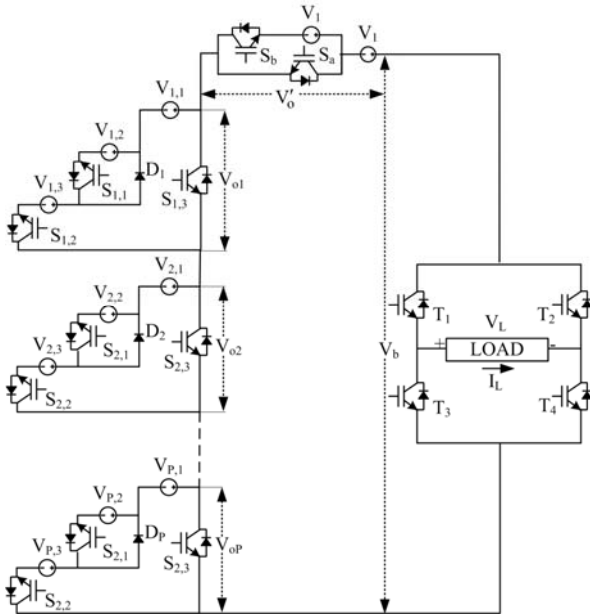 V1
V1
Sb
Sa
V'o
V1,1
V1,2
D1
Vo1
V1,3
S1,1
S1,3
S1,2
V2,1
V2,2
D2
Vo2
V2,3
S2,1
S2,3
S2,2
Vb
T1
T2
VL
+ LOAD -
IL
T3
T4
VP,1
VP,2
DP
VoP
VP,3
S2,1
S2,3
S2,2